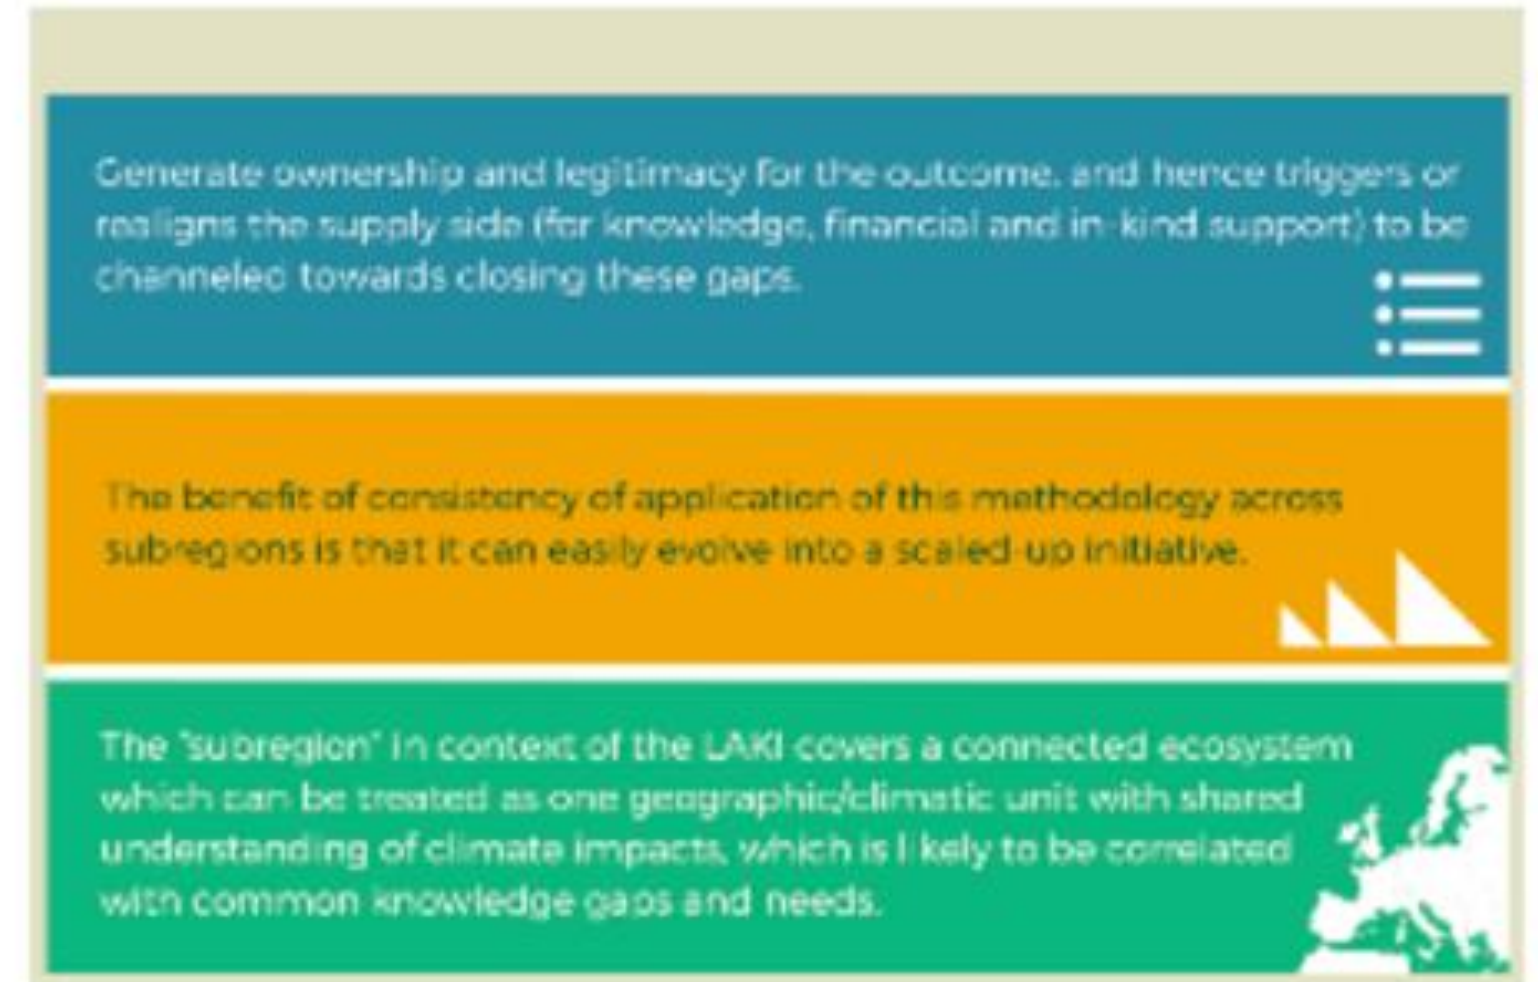 Generate ownership and legitimacy for the outcome, and hence triggers or
realigns the supply side (for knowledge, financial and in-kind support) to be
channeled towards closing these gaps.
The benefit of consistency of application of this methodology across
subregions is that it can easily evolve into a scaled-up initiative.
The "subregion" in context of the LAKI covers a connected ecosystem
which can be treated as one geographic/climatic unit with shared
understanding of climate impacts, which is likely to be correlated
with common knowledge gaps and needs.